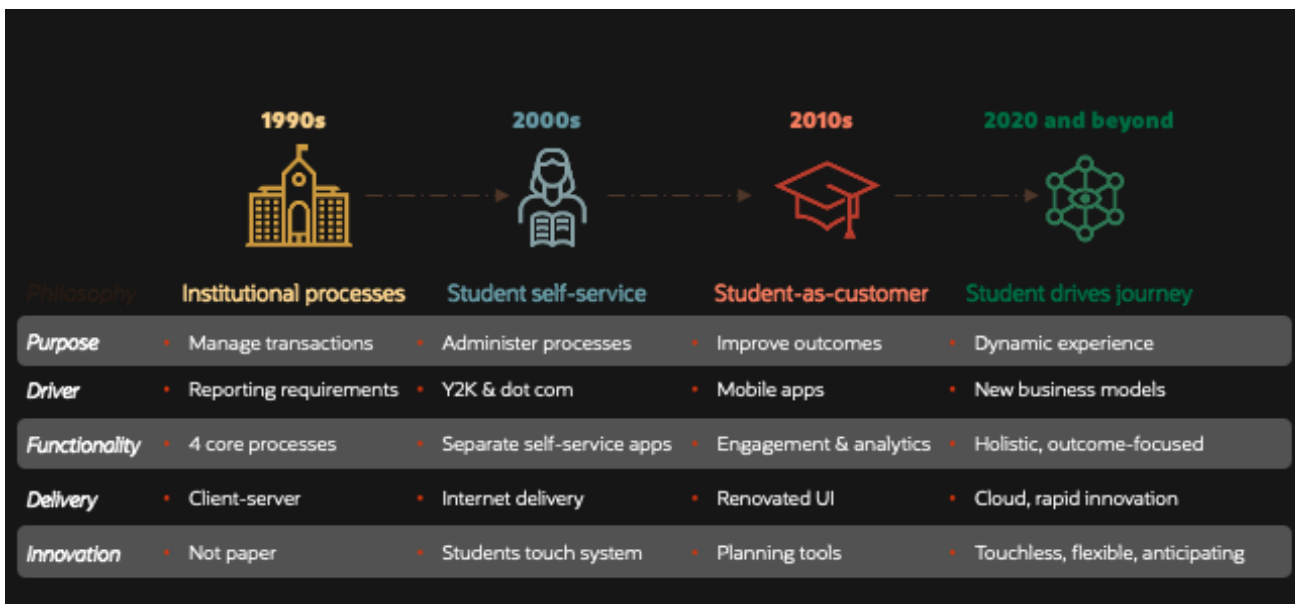 1990s 2000s 2010s 2020 and beyond
Philosophy Institutional processes Student self-service Student-as-customer Student drives journey
Purpose • Manage transactions • Administer processes • Improve outcomes • Dynamic experience
Driver • Reporting requirements • Y2K & dot com • Mobile apps • New business models
Functionality • 4 core processes • Separate self-service apps • Engagement & analytics • Holistic, outcome-focused
Delivery • Client-server • Internet delivery • Renovated UI • Cloud, rapid innovation
Innovation • Not paper • Students touch system • Planning tools • Touchless, flexible, anticipating